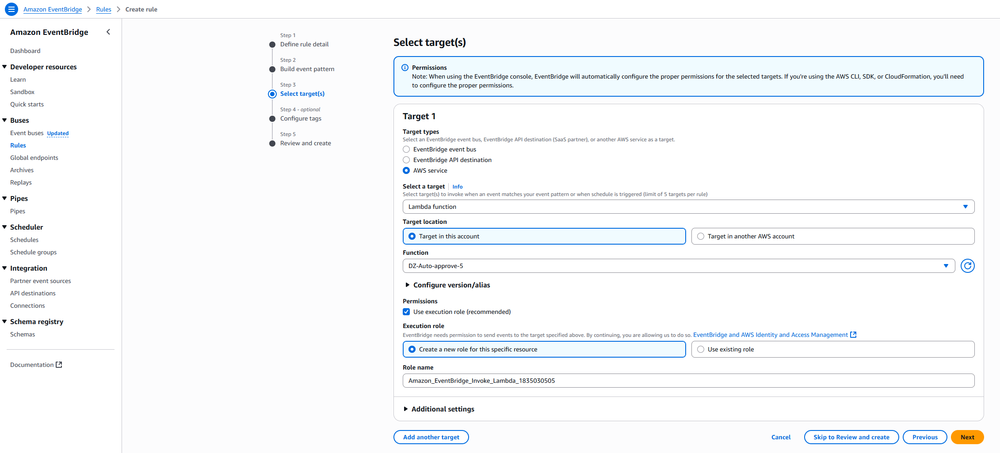 Amazon EventBridge > Rules > Create rule
Amazon EventBridge
Dashboard
Developer resources
Learn
Sandbox
Quick starts
Buses
Event buses Updated
Rules
Global endpoints
Archives
Replays
Pipes
Pipes
Scheduler
Schedules
Schedule groups
Integration
Partner event sources
API destinations
Connections
Schema registry
Schemas
Documentation
Step 1
Define rule detail
Step 2
Build event pattern
Step 3
Select target(s)
Step 4 - optional
Configure tags
Step 5
Review and create
Select target(s)
Permissions
Note: When using the EventBridge console, EventBridge will automatically configure the proper permissions for the selected targets. If you're using the AWS CLI, SDK, or CloudFormation, you'll need
to configure the proper permissions.
Target 1
Target types
Select an EventBridge event bus, EventBridge API destination (SaaS partner), or another AWS service as a target.
EventBridge event bus
EventBridge API destination
AWS service
Select a target Info
Select target(s) to invoke when an event matches your event pattern or when schedule is triggered (limit of 5 targets per rule)
Lambda function
Target location
Target in this account
Target in another AWS account
Function
DZ-Auto-approve-5
Configure version/alias
Permissions
Use execution role (recommended)
Execution role
EventBridge needs permission to send events to the target specified above. By continuing, you are allowing us to do so. EventBridge and AWS Identity and Access Management
Create a new role for this specific resource
Use existing role
Role name
Amazon_EventBridge_Invoke_Lambda_1835030505
Additional settings
Add another target
Cancel
Skip to Review and create
Previous
Next